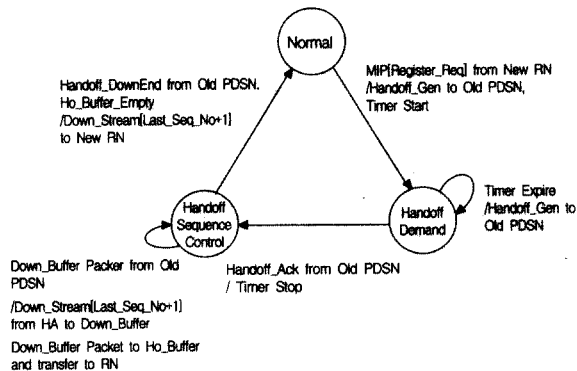 Normal
Handoff_DownEnd from Old PDSN.
Ho_Buffer_Empty
/Down_Stream[Last_Seq_No+1]
to New RN
MIP[Register_Req] from New RN
/Handoff_Gen to Old PDSN,
Timer Start
Handoff
Sequence
Control
Handoff
Demand
Timer Expire
/Handoff_Gen to
Old PDSN
Handoff_Ack from Old PDSN
/ Timer Stop
Down_Buffer Packer from Old
PDSN
/Down_Stream[Last_Seq_No+1]
from HA to Down_Buffer
Down_Buffer Packet to Ho_Buffer
and transfer to RN